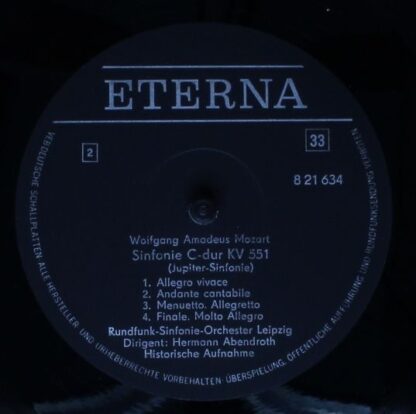 ETERNA
2
33
8 21 634
Wolfgang Amadeus Mozart
Sinfonie C-dur KV 551
(Jupiter-Sinfonie)
1. Allegro vivace
2. Andante cantabile
3. Menuetto. Allegretto
4. Finale. Molto Allegro
Rundfunk-Sinfonie-Orchester Leipzig
Dirigent: Hermann Abendroth
Historische Aufnahme
VEB DEUTSCHE SCHALLPLATTEN ALLE HERSTELLER UND URHEBERRECHTE VORBEHALTEN · ÜBERSPIELUNG, ÖFFENTLICHE AUFFÜHRUNG UND RUNDFUNKSENDUNG VERBOTEN